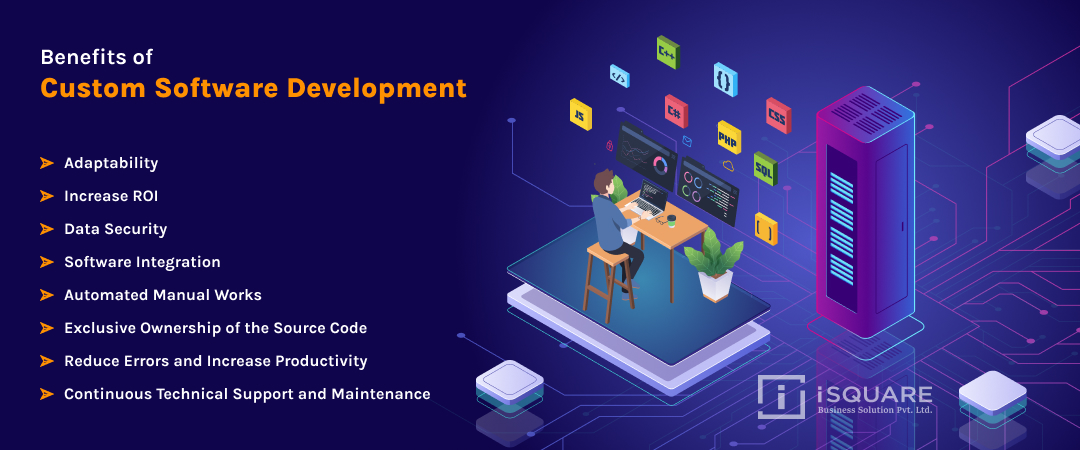 Benefits of
Custom Software Development
Adaptability
Increase ROI
Data Security
Software Integration
Automated Manual Works
Exclusive Ownership of the Source Code
Reduce Errors and Increase Productivity
Continuous Technical Support and Maintenance
C++
</>
{}
JS
C#
CSS
PHP
SQL
[ ]
i
iSQUARE
Business Solution Pvt. Ltd.